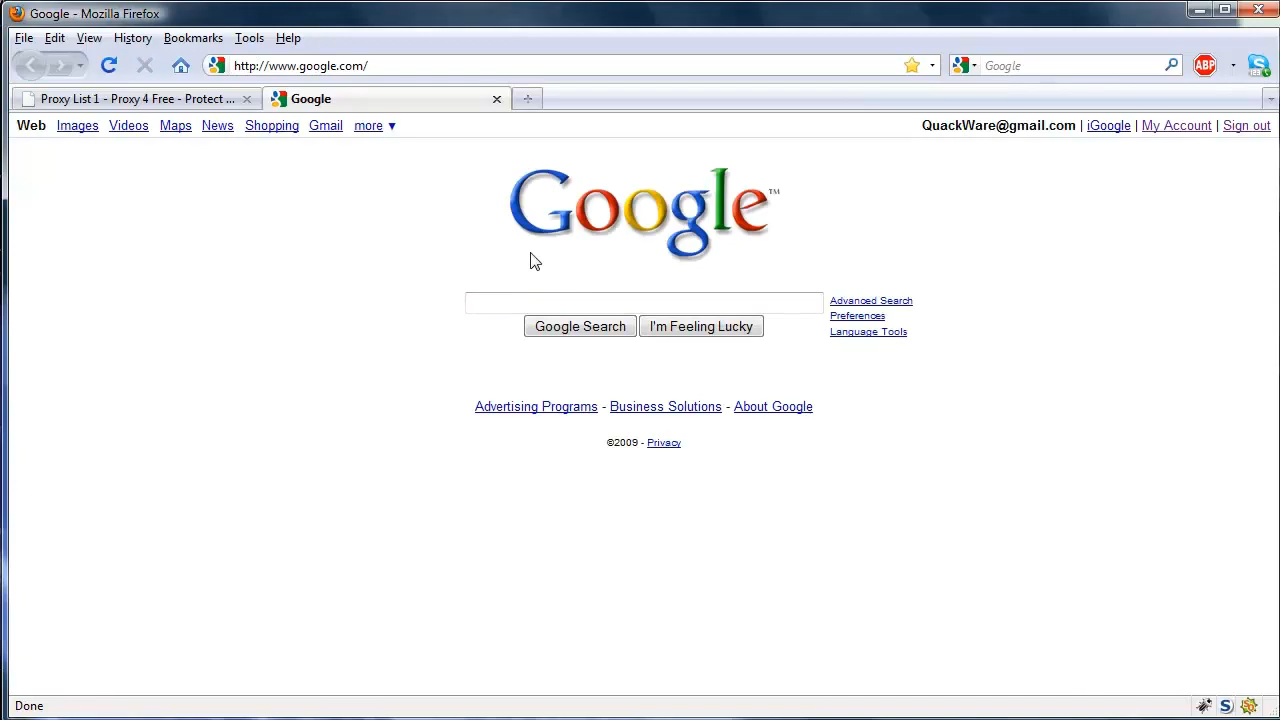 Google - Mozilla Firefox
File Edit View History Bookmarks Tools Help
http://www.google.com/ Google ABP
Proxy List 1 - Proxy 4 Free - Protect ... Google
Web Images Videos Maps News Shopping Gmail more ▼ QuackWare@gmail.com | iGoogle | My Account | Sign out
Google™
Advanced Search
Preferences
Language Tools
Google Search I'm Feeling Lucky
Advertising Programs - Business Solutions - About Google
©2009 - Privacy
Done